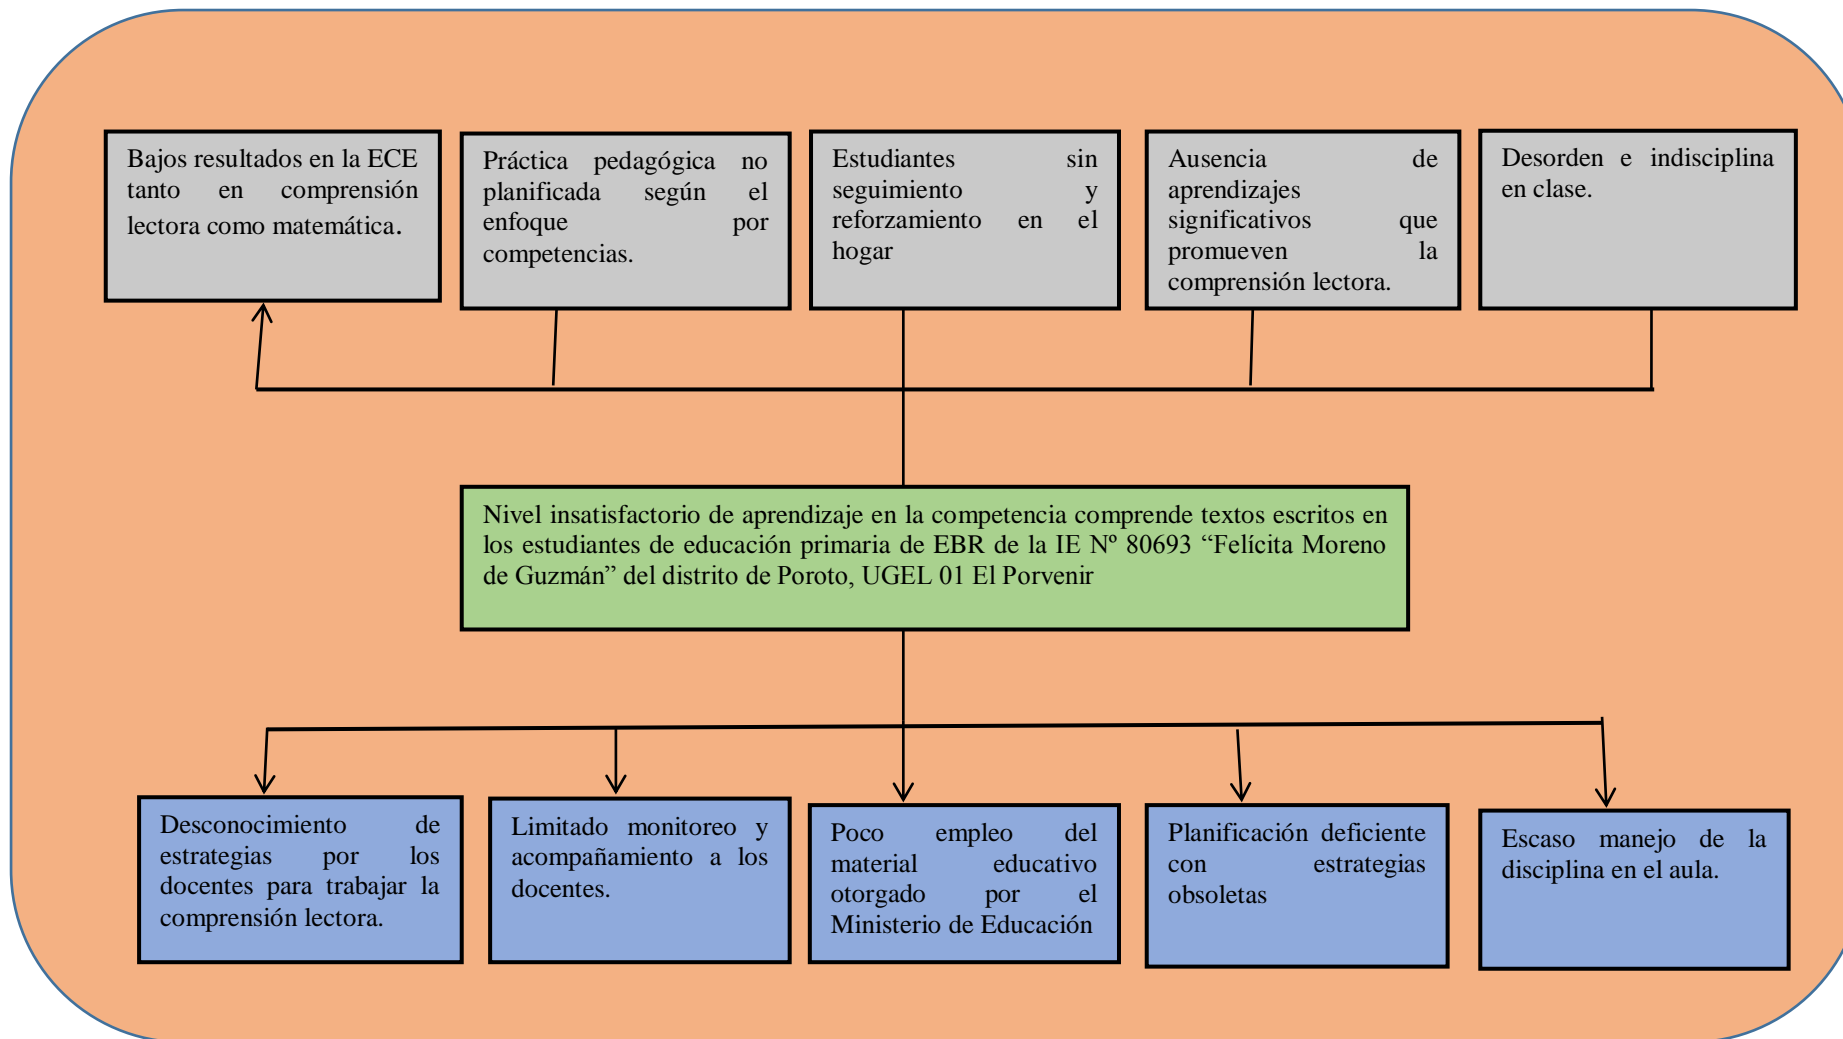 Bajos resultados en la ECE
tanto en comprensión
lectora como matemática.
Práctica pedagógica no
planificada según el
enfoque por
competencias.
Estudiantes sin
seguimiento y
reforzamiento en el
hogar
Ausencia de
aprendizajes
significativos que
promueven la
comprensión lectora.
Desorden e indisciplina
en clase.
Nivel insatisfactorio de aprendizaje en la competencia comprende textos escritos en
los estudiantes de educación primaria de EBR de la IE Nº 80693 “Felícita Moreno
de Guzmán” del distrito de Poroto, UGEL 01 El Porvenir
Desconocimiento de
estrategias por los
docentes para trabajar la
comprensión lectora.
Limitado monitoreo y
acompañamiento a los
docentes.
Poco empleo del
material educativo
otorgado por el
Ministerio de Educación
Planificación deficiente
con estrategias
obsoletas
Escaso manejo de la
disciplina en el aula.